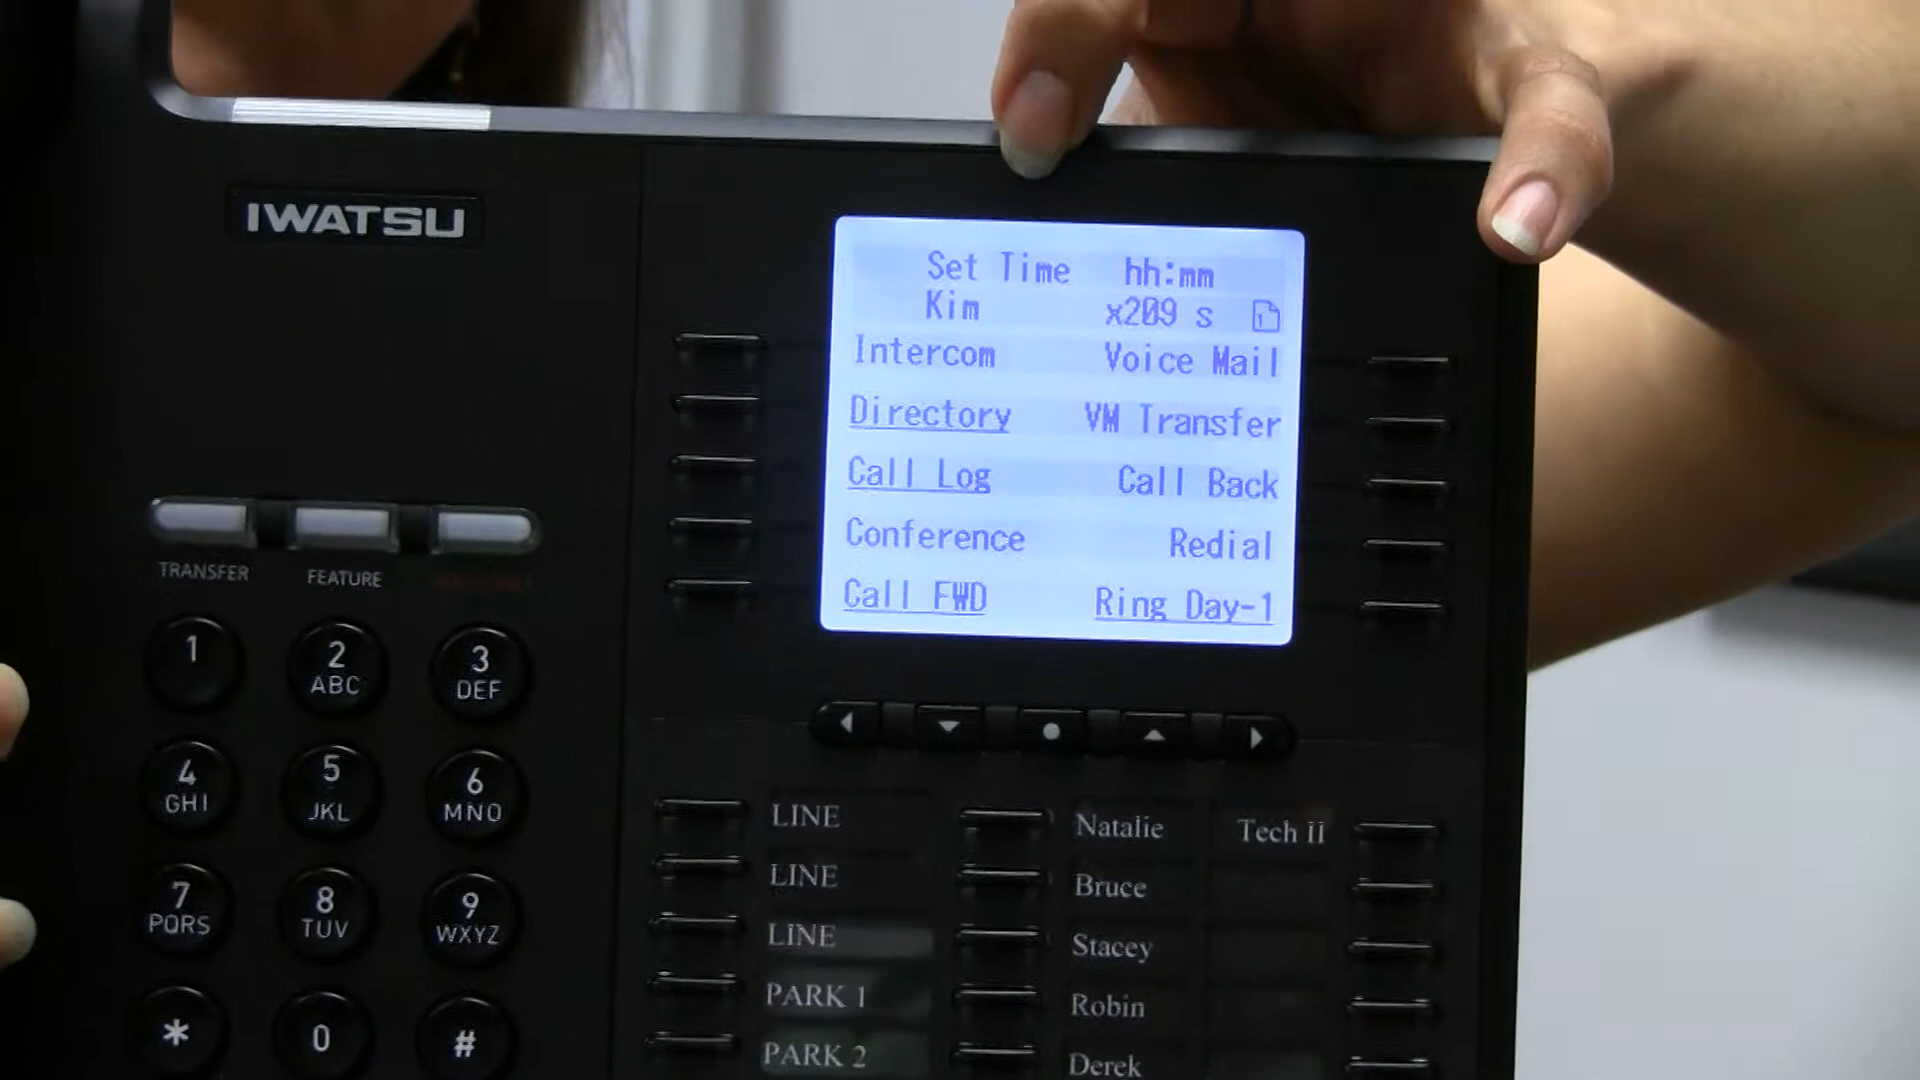 IWATSU
Set Time hh:mm
Kim x209 s 1
Intercom Voice Mail
Directory VM Transfer
Call Log Call Back
Conference Redial
Call FWD Ring Day-1
TRANSFER FEATURE
1 2 3
ABC DEF
4 5 6
GHI JKL MNO
7 8 9
PQRS TUV WXYZ
* 0 #
LINE Natalie Tech II
LINE Bruce
LINE Stacey
PARK 1 Robin
PARK 2 Derek